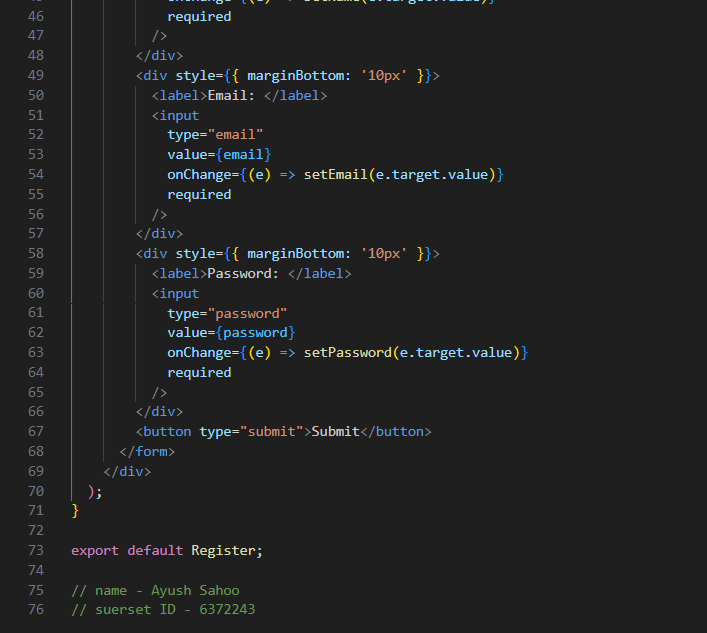 46 required
47 />
48 </div>
49 <div style={{ marginBottom: '10px' }}>
50 <label>Email: </label>
51 <input
52 type="email"
53 value={email}
54 onChange={(e) => setEmail(e.target.value)}
55 required
56 />
57 </div>
58 <div style={{ marginBottom: '10px' }}>
59 <label>Password: </label>
60 <input
61 type="password"
62 value={password}
63 onChange={(e) => setPassword(e.target.value)}
64 required
65 />
66 </div>
67 <button type="submit">Submit</button>
68 </form>
69 </div>
70 );
71 }
72
73 export default Register;
74
75 // name - Ayush Sahoo
76 // suerset ID - 6372243